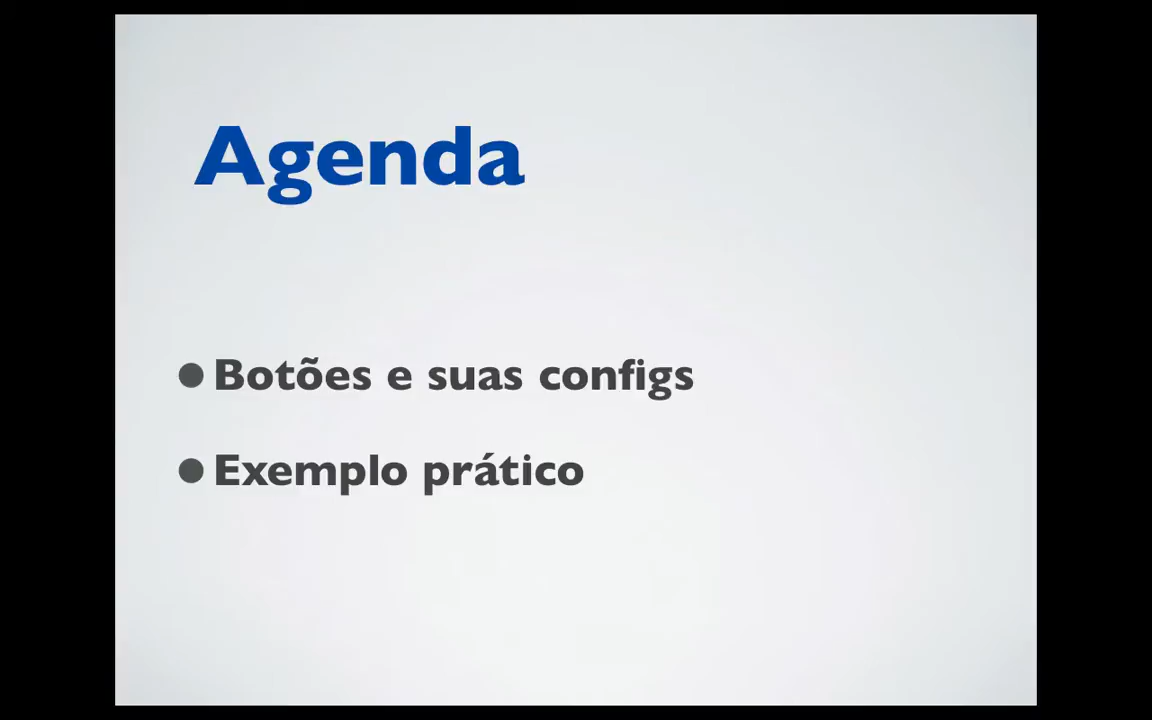 Agenda
• Botões e suas configs
• Exemplo prático